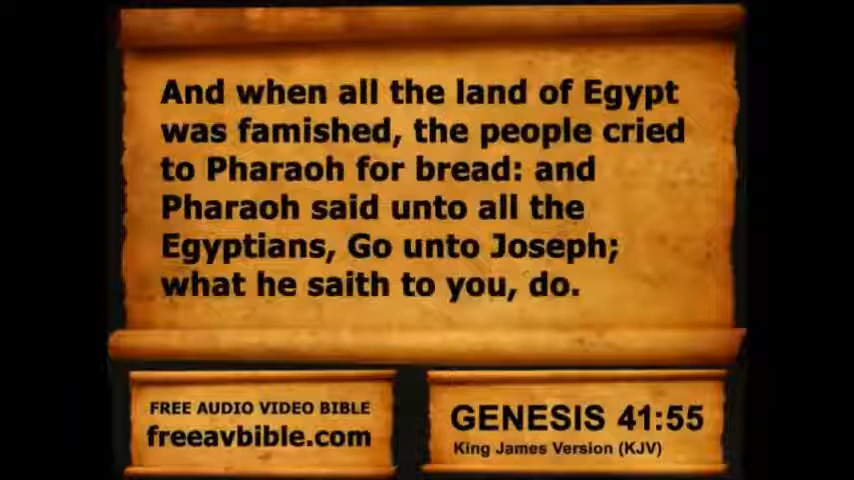 And when all the land of Egypt
was famished, the people cried
to Pharaoh for bread: and
Pharaoh said unto all the
Egyptians, Go unto Joseph;
what he saith to you, do.
FREE AUDIO VIDEO BIBLE
freeavbible.com
GENESIS 41:55
King James Version (KJV)